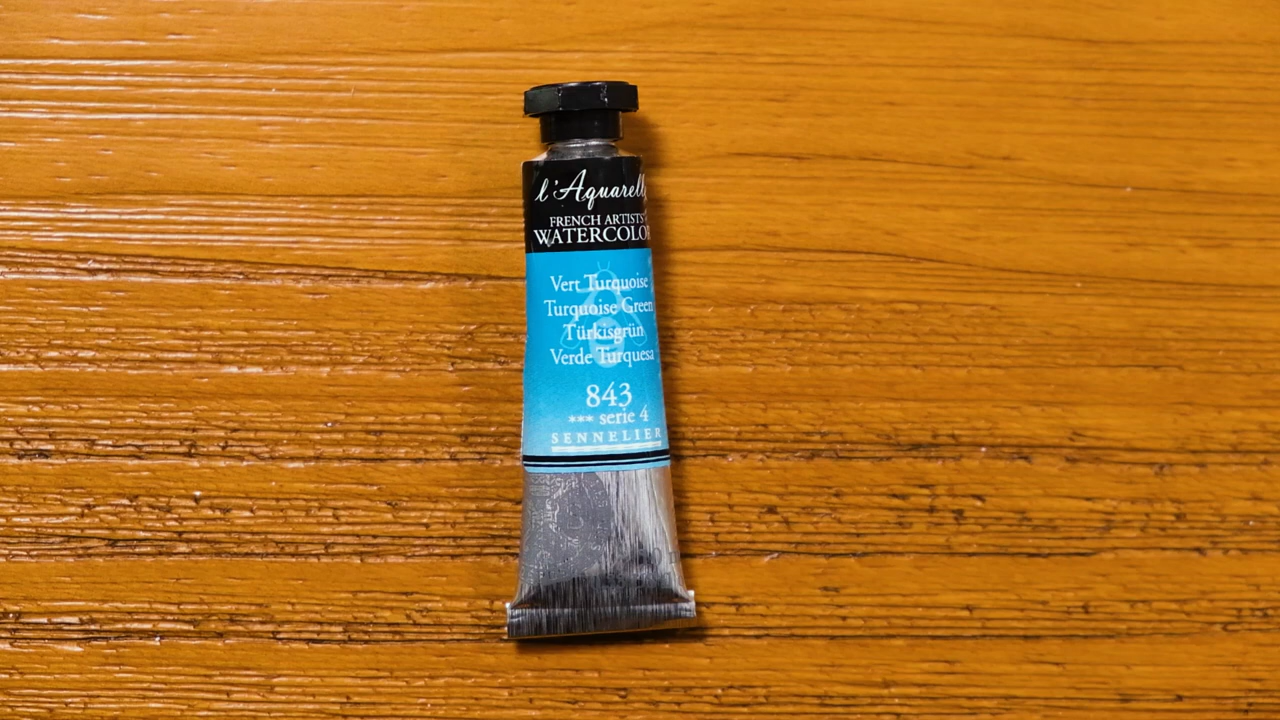 l'Aquarell
FRENCH ARTISTS'
WATERCOLOR
Vert Turquoise
Turquoise Green
Türkisgrün
Verde Turquesa
843
*** serie 4
SENNELIER